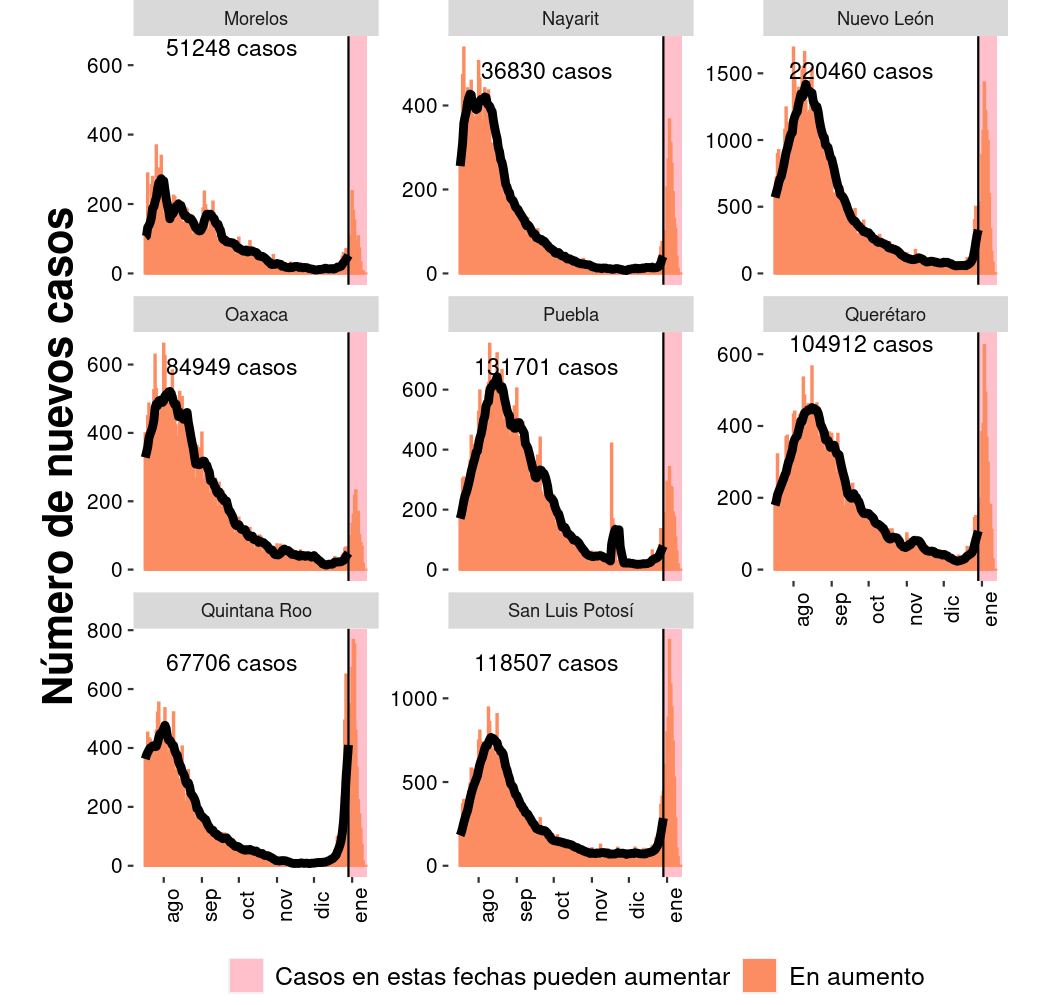 Número de nuevos casos
Morelos
51248 casos
600
400
200
0
Nayarit
36830 casos
400
200
0
Nuevo León
220460 casos
1500
1000
500
0
Oaxaca
84949 casos
600
400
200
0
Puebla
131701 casos
600
400
200
0
Querétaro
104912 casos
600
400
200
0
ago sep oct nov dic ene
Quintana Roo
67706 casos
800
600
400
200
0
ago sep oct nov dic ene
San Luis Potosí
118507 casos
1000
500
0
ago sep oct nov dic ene
Casos en estas fechas pueden aumentar En aumento